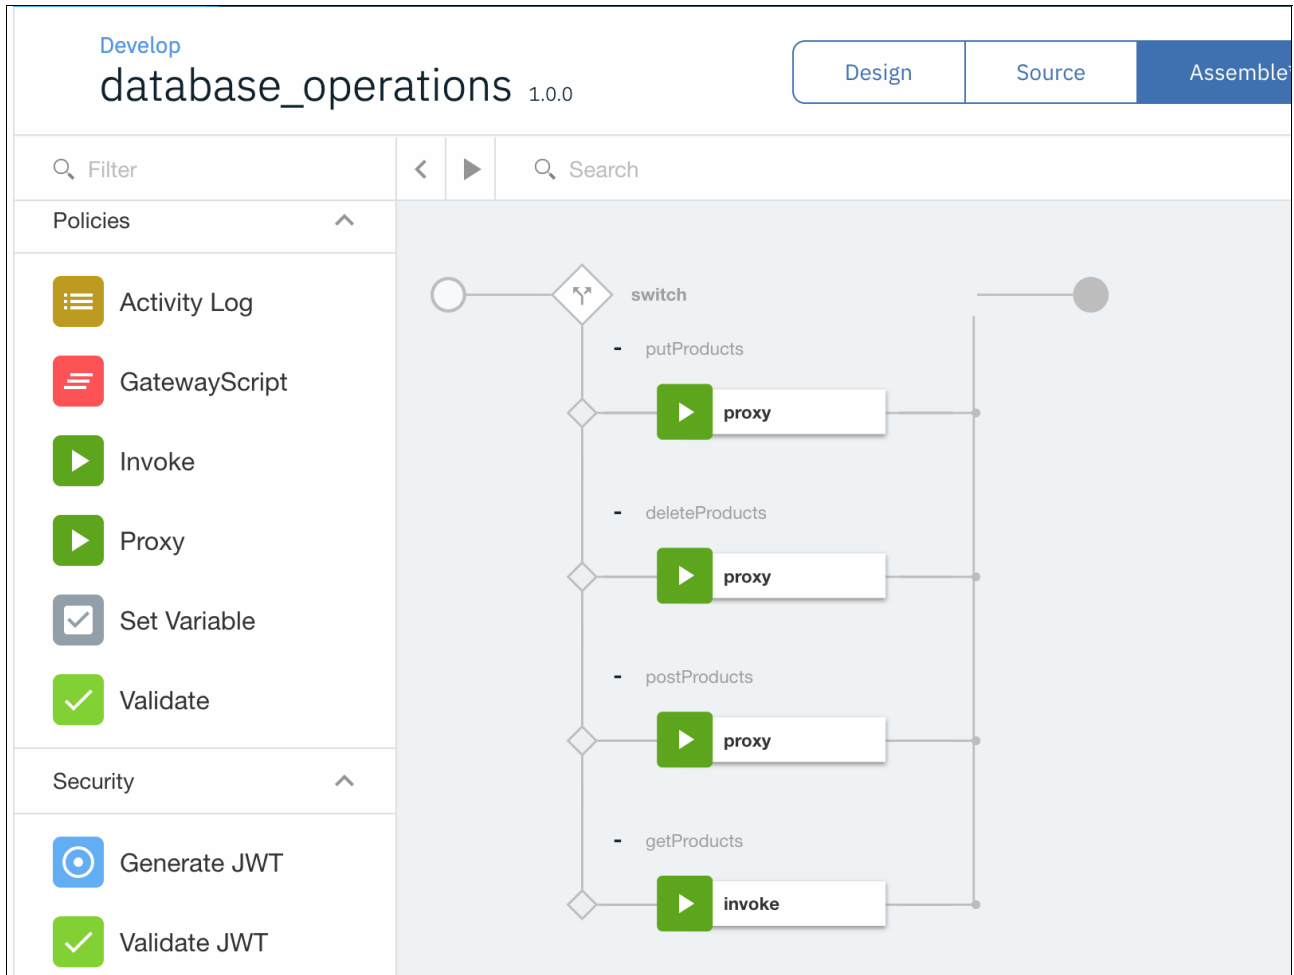 Develop
database_operations 1.0.0
Design
Source
Assemble*
Filter
Search
Policies
Activity Log
GatewayScript
Invoke
Proxy
Set Variable
Validate
Security
Generate JWT
Validate JWT
switch
- putProducts
proxy
- deleteProducts
proxy
- postProducts
proxy
- getProducts
invoke